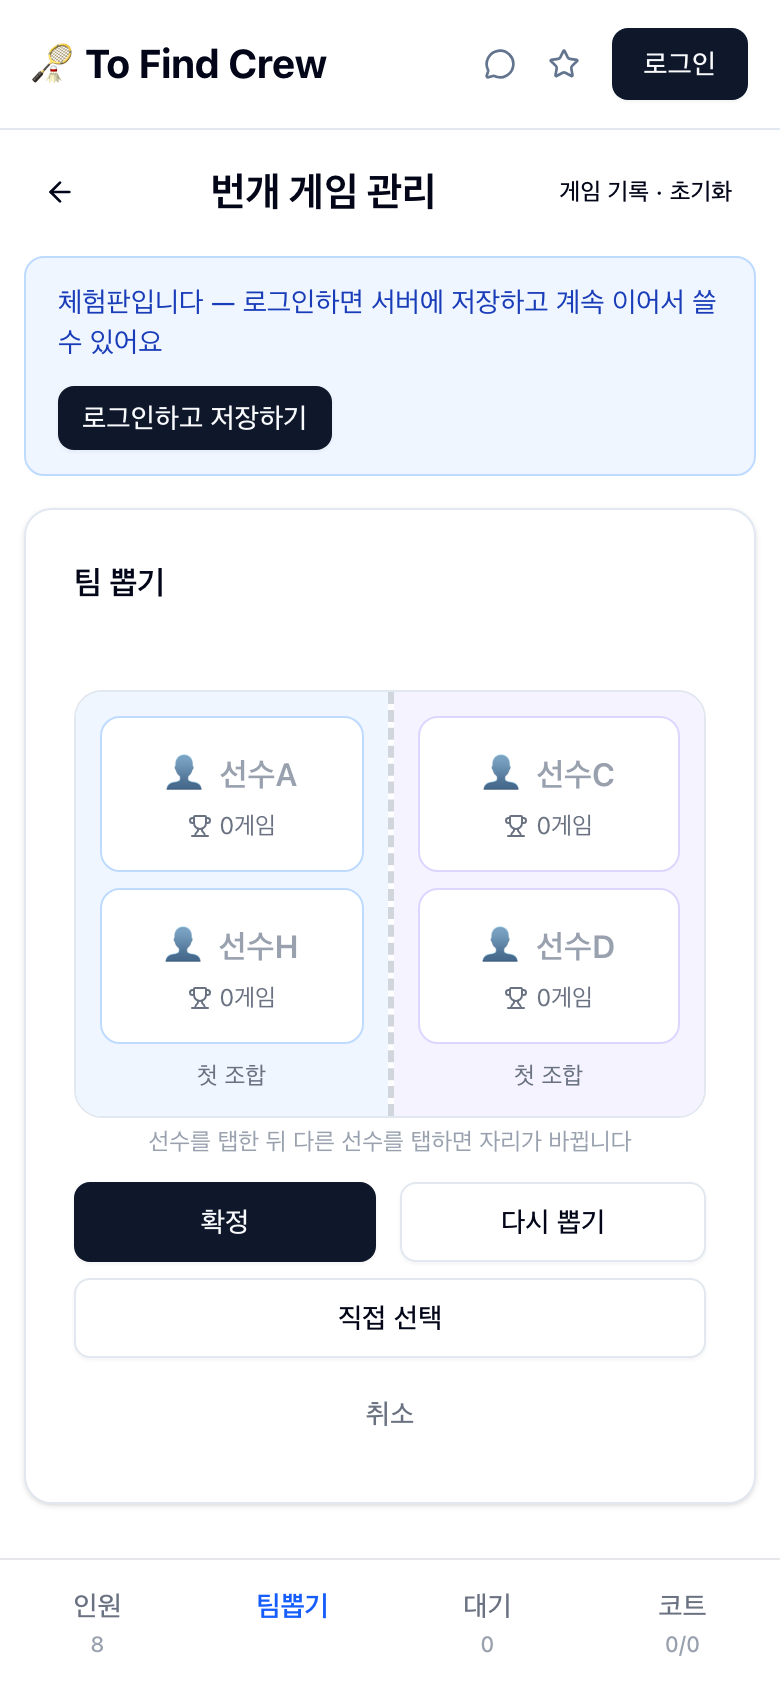 To Find Crew
로그인
번개 게임 관리
게임 기록 · 초기화
체험판입니다 — 로그인하면 서버에 저장하고 계속 이어서 쓸
수 있어요
로그인하고 저장하기
팀 뽑기
선수A
0게임
선수C
0게임
선수H
0게임
선수D
0게임
첫 조합
첫 조합
선수를 탭한 뒤 다른 선수를 탭하면 자리가 바뀝니다
확정
다시 뽑기
직접 선택
취소
인원
8
팀뽑기
대기
0
코트
0/0